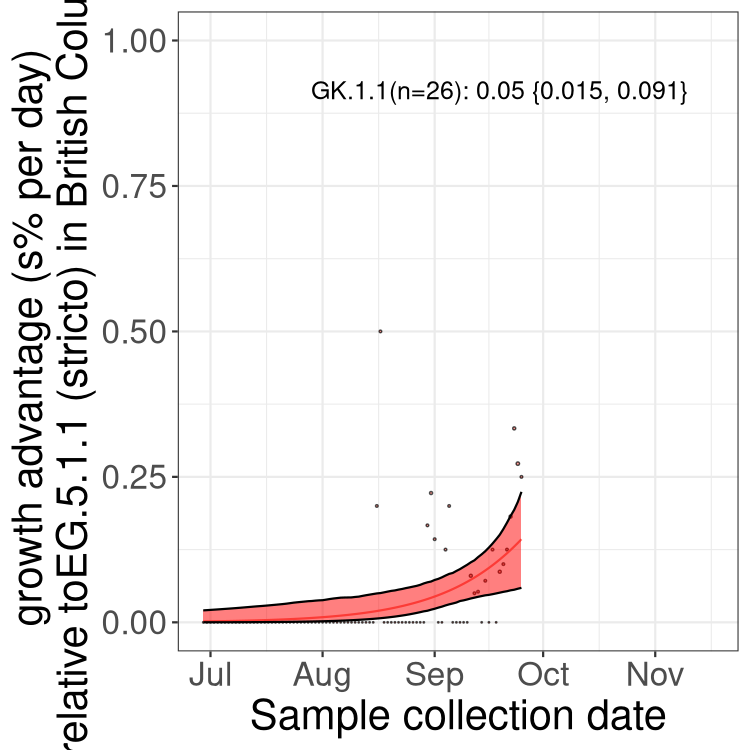 growth advantage (s% per day)
relative toEG.5.1.1 (stricto) in British Colu
1.00
0.75
0.50
0.25
0.00
GK.1.1(n=26): 0.05 {0.015, 0.091}
Jul Aug Sep Oct Nov
Sample collection date